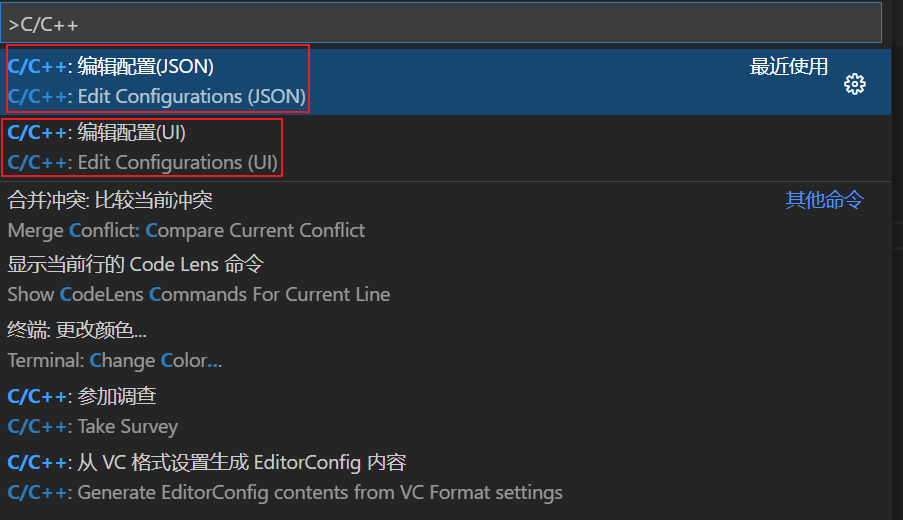 >C/C++
C/C++: 编辑配置(JSON)
最近使用
C/C++: Edit Configurations (JSON)
C/C++: 编辑配置(UI)
C/C++: Edit Configurations (UI)
合并冲突: 比较当前冲突
其他命令
Merge Conflict: Compare Current Conflict
显示当前行的 Code Lens 命令
Show CodeLens Commands For Current Line
终端: 更改颜色...
Terminal: Change Color...
C/C++: 参加调查
C/C++: Take Survey
C/C++: 从 VC 格式设置生成 EditorConfig 内容
C/C++: Generate EditorConfig contents from VC Format settings